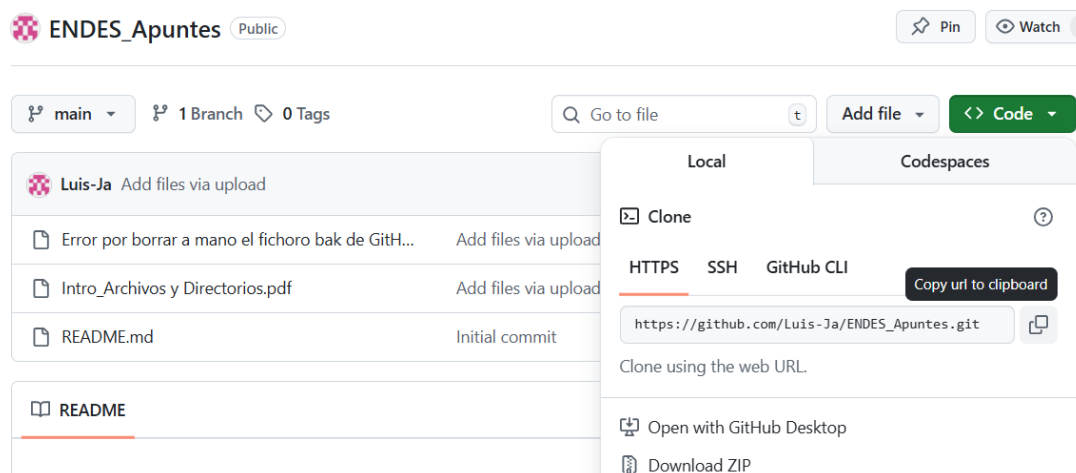 ENDES_Apuntes Public
Pin
Watch
main
1 Branch
0 Tags
Go to file
t
Add file
Code
Local
Codespaces
Luis-Ja Add files via upload
Clone
Error por borrar a mano el fichoro bak de GitH...
Add files via upload
HTTPS
SSH
GitHub CLI
Copy url to clipboard
Intro_Archivos y Directorios.pdf
Add files via upload
https://github.com/Luis-Ja/ENDES_Apuntes.git
README.md
Initial commit
Clone using the web URL.
README
Open with GitHub Desktop
Download ZIP